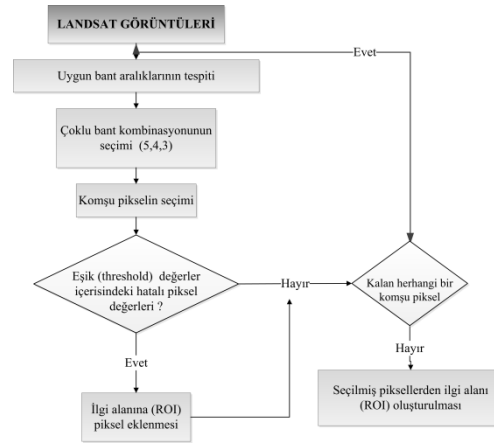 LANDSAT GÖRÜNTÜLERİ
Evet
Uygun bant aralıklarının tespiti
Çoklu bant kombinasyonunun
seçimi (5,4,3)
Komşu pikselin seçimi
Eşik (threshold) değerler
içerisindeki hatalı piksel
değerleri ?
Hayır
Kalan herhangi bir
komşu piksel
Evet
Hayır
İlgi alanına (ROI)
piksel eklenmesi
Seçilmiş piksellerden ilgi alanı
(ROI) oluşturulması